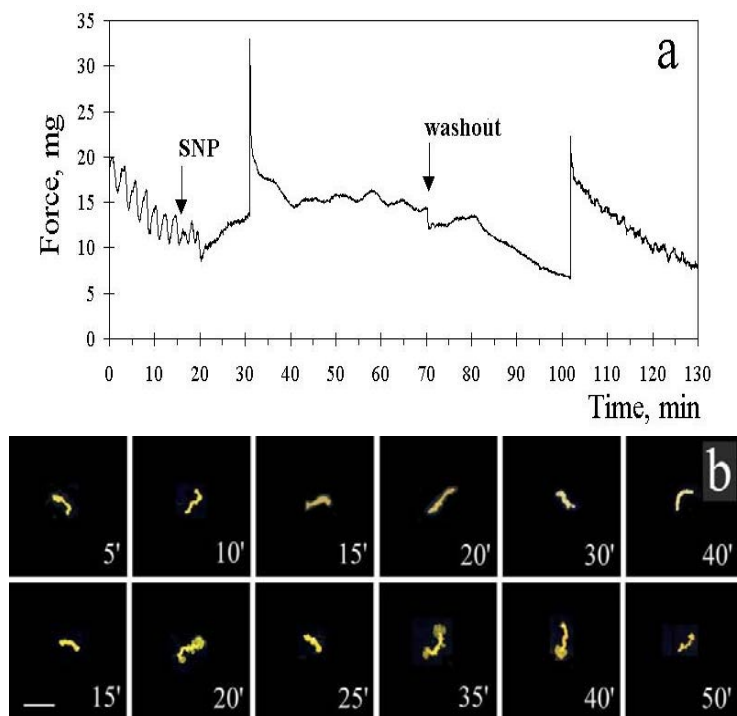 a
35
30
25
20
15
10
5
0
Force, mg
SNP
washout
0 10 20 30 40 50 60 70 80 90 100 110 120 130
Time, min
b
5' 10' 15' 20' 30' 40'
15' 20' 25' 35' 40' 50'